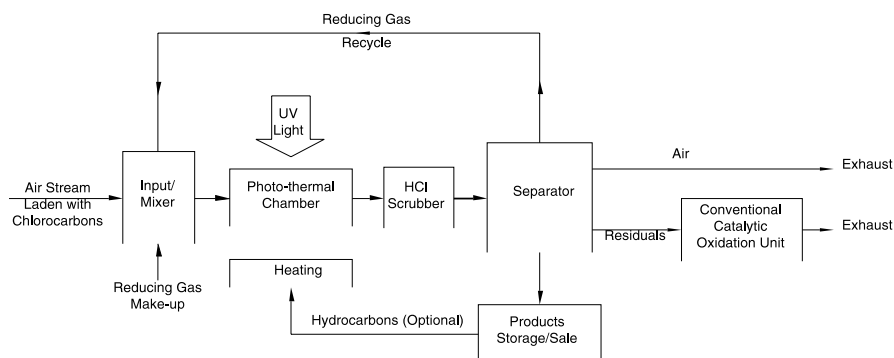 Reducing Gas
Recycle
UV
Light
Air Stream
Laden with
Chlorocarbons
Input/
Mixer
Photo-thermal
Chamber
HCl
Scrubber
Separator
Air
Exhaust
Residuals
Conventional
Catalytic
Oxidation Unit
Exhaust
Heating
Reducing Gas
Make-up
Hydrocarbons (Optional)
Products
Storage/Sale